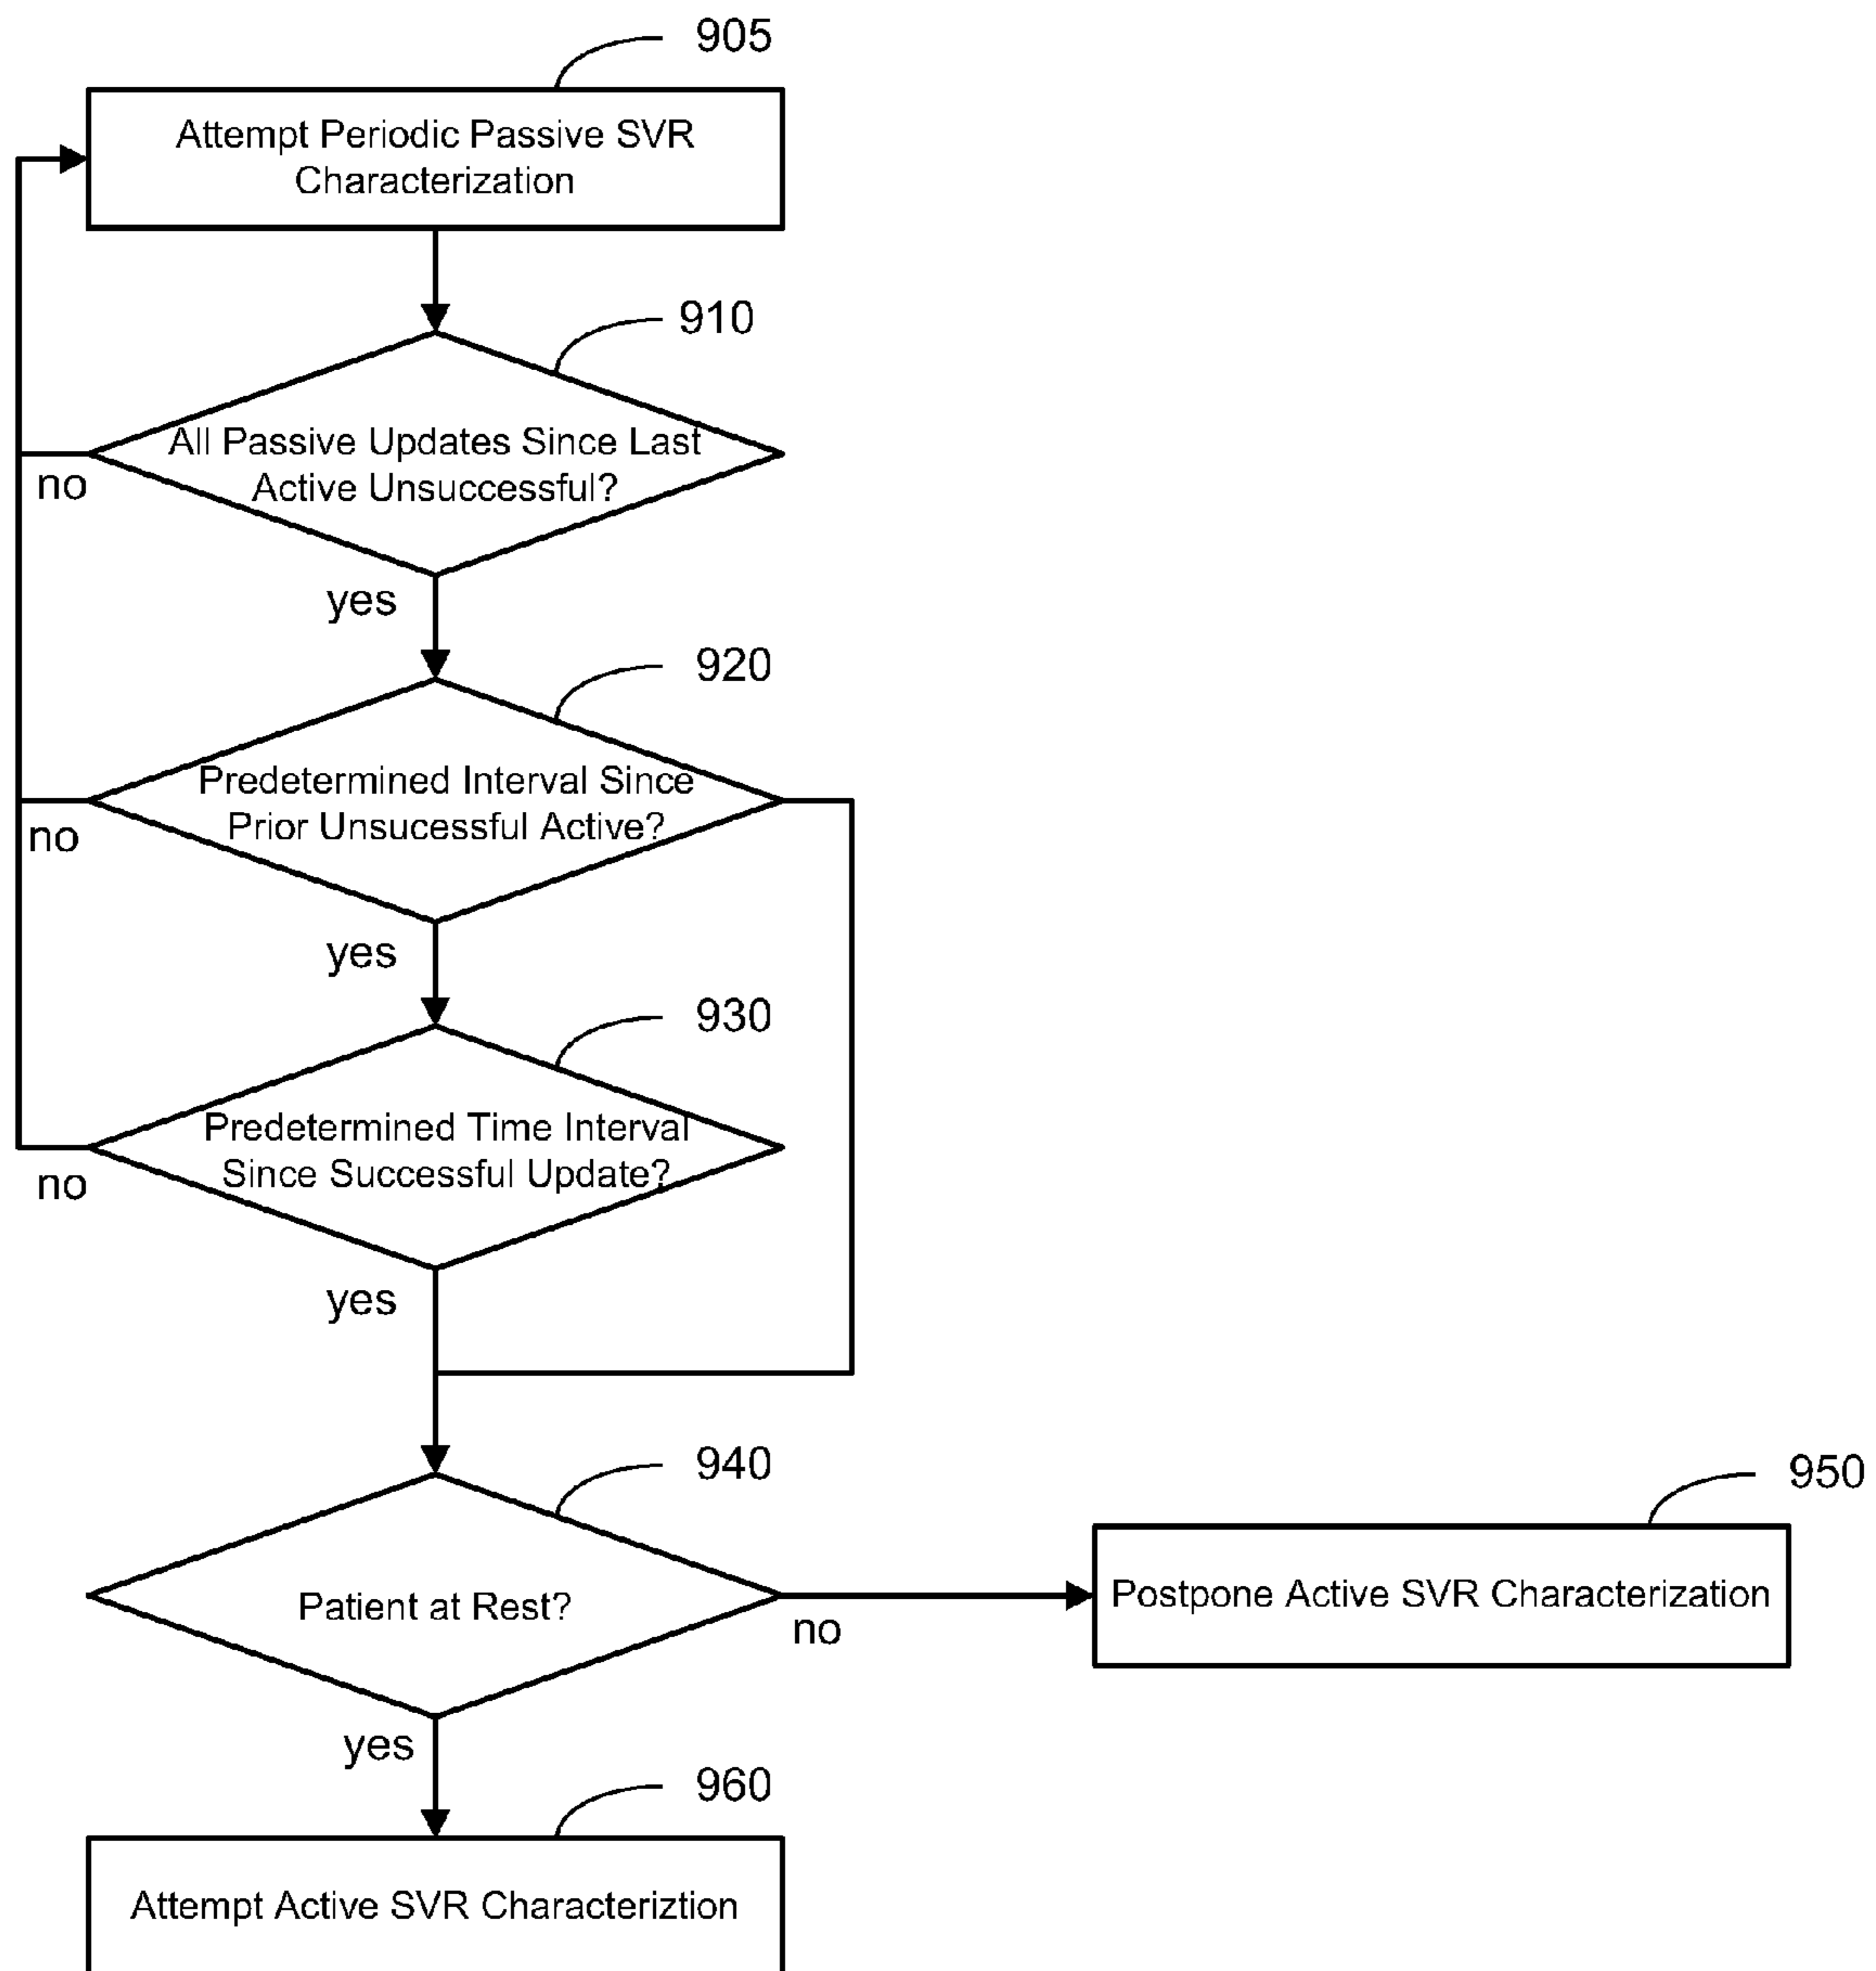 905
Attempt Periodic Passive SVR
Characterization
910
All Passive Updates Since Last
Active Unsuccessful?
no
yes
920
Predetermined Interval Since
Prior Unsucessful Active?
no
yes
930
Predetermined Time Interval
Since Successful Update?
no
yes
940
Patient at Rest?
no
950
Postpone Active SVR Characterization
yes
960
Attempt Active SVR Characteriztion